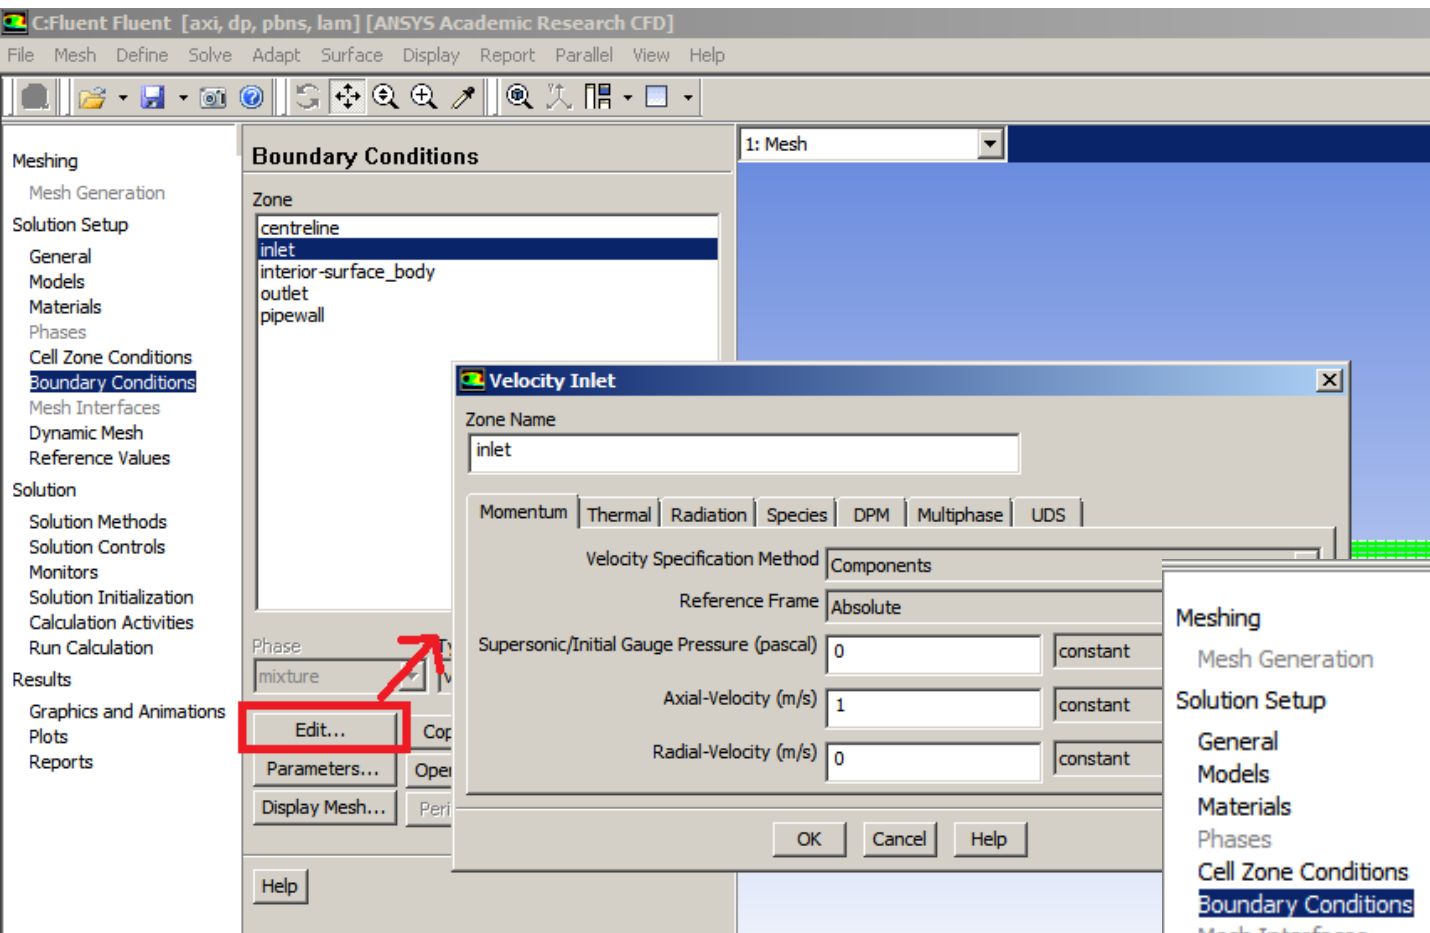 C:Fluent Fluent [axi, dp, pbns, lam] [ANSYS Academic Research CFD]
File Mesh Define Solve Adapt Surface Display Report Parallel View Help
Meshing
Mesh Generation
Solution Setup
General
Models
Materials
Phases
Cell Zone Conditions
Boundary Conditions
Mesh Interfaces
Dynamic Mesh
Reference Values
Solution
Solution Methods
Solution Controls
Monitors
Solution Initialization
Calculation Activities
Run Calculation
Results
Graphics and Animations
Plots
Reports
Boundary Conditions
Zone
centreline
inlet
interior-surface_body
outlet
pipewall
Phase
mixture
Edit...
Parameters...
Display Mesh...
Help
1: Mesh
Velocity Inlet
Zone Name
inlet
Momentum Thermal Radiation Species DPM Multiphase UDS
Velocity Specification Method Components
Reference Frame Absolute
Supersonic/Initial Gauge Pressure (pascal) 0 constant
Axial-Velocity (m/s) 1 constant
Radial-Velocity (m/s) 0 constant
OK Cancel Help
Meshing
Mesh Generation
Solution Setup
General
Models
Materials
Phases
Cell Zone Conditions
Boundary Conditions